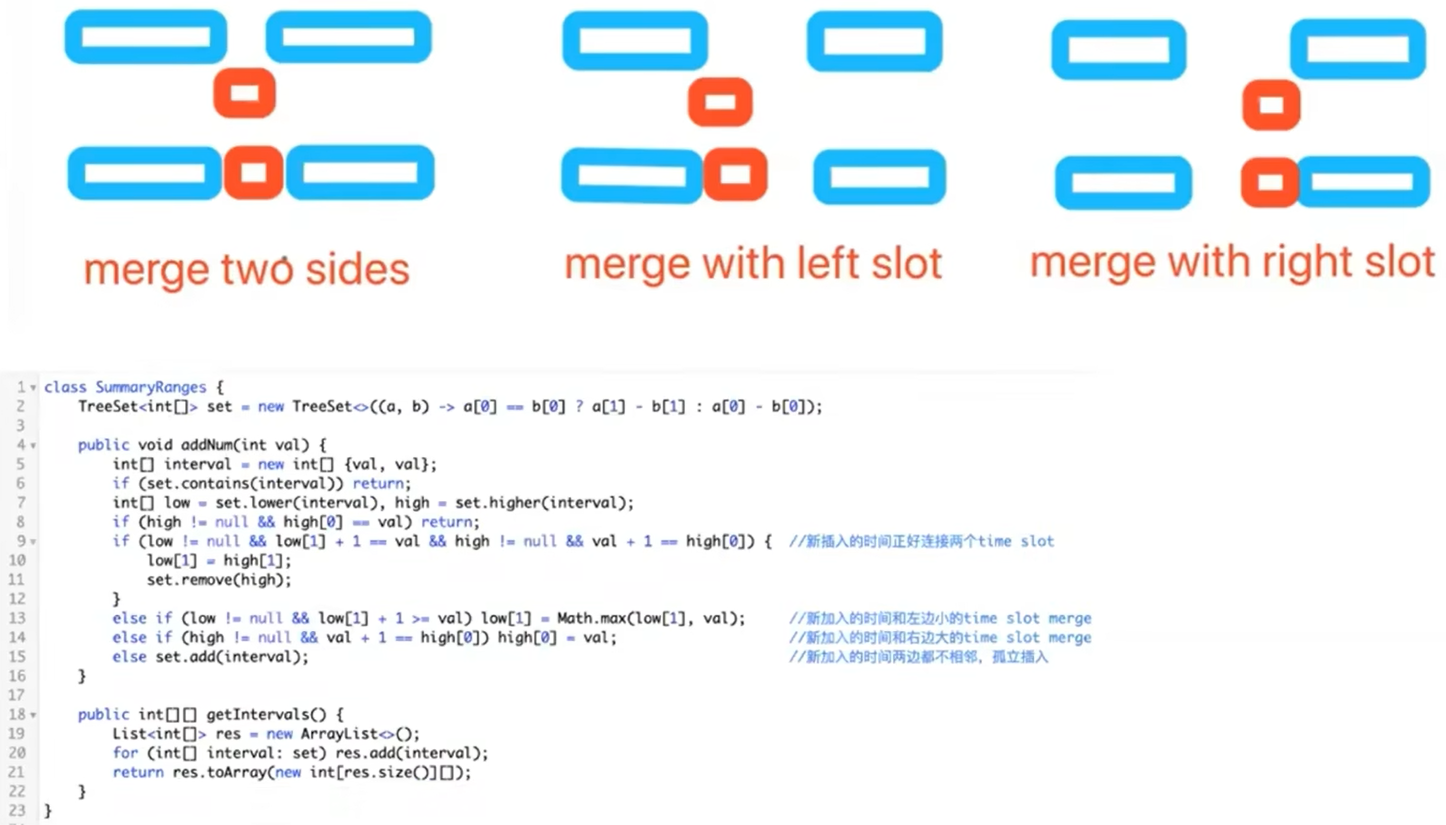 merge two sides
merge with left slot
merge with right slot
1 class SummaryRanges {
2 TreeSet<int[]> set = new TreeSet<>((a, b) -> a[0] == b[0] ? a[1] - b[1] : a[0] - b[0]);
3
4 public void addNum(int val) {
5 int[] interval = new int[] {val, val};
6 if (set.contains(interval)) return;
7 int[] low = set.lower(interval), high = set.higher(interval);
8 if (high != null && high[0] == val) return;
9 if (low != null && low[1] + 1 == val && high != null && val + 1 == high[0]) { //新插入的时间正好连接两个time slot
10 low[1] = high[1];
11 set.remove(high);
12 }
13 else if (low != null && low[1] + 1 >= val) low[1] = Math.max(low[1], val); //新加入的时间和左边小的time slot merge
14 else if (high != null && val + 1 == high[0]) high[0] = val; //新加入的时间和右边大的time slot merge
15 else set.add(interval); //新加入的时间两边都不相邻，孤立插入
16 }
17
18 public int[][] getIntervals() {
19 List<int[]> res = new ArrayList<>();
20 for (int[] interval: set) res.add(interval);
21 return res.toArray(new int[res.size()][]);
22 }
23 }